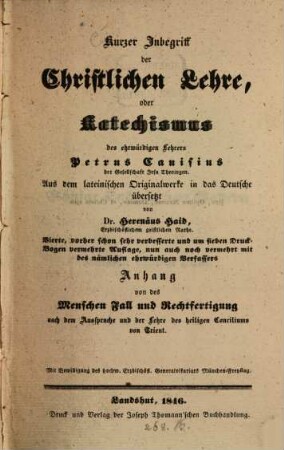 Kurzer Inbegriff
der
Christlichen Lehre,
oder
Katechismus
des ehrwürdigen Lehrers
Petrus Canisius
der Gesellschaft Jesu Theologen.
Aus dem lateinischen Originalwerke in das Deutsche
übersetzt
von
Dr. Herenäus Haid,
Erzbischöflichem geistlichen Rathe.
Vierte, vorher schon sehr verbesserte und um sieben Druck-
Bogen vermehrte Auflage, nun auch noch vermehrt mit
des nämlichen ehrwürdigen Verfassers
Anhang
von des
Menschen Fall und Rechtfertigung
nach dem Ausspruche und der Lehre des heiligen Conciliums
von Trient.
Mit Bewilligung des hochw. Erzbischöfl. Generalvikariats München-Freysing.
Landshut, 1846.
Druck und Verlag der Joseph Thomann'schen Buchhandlung.